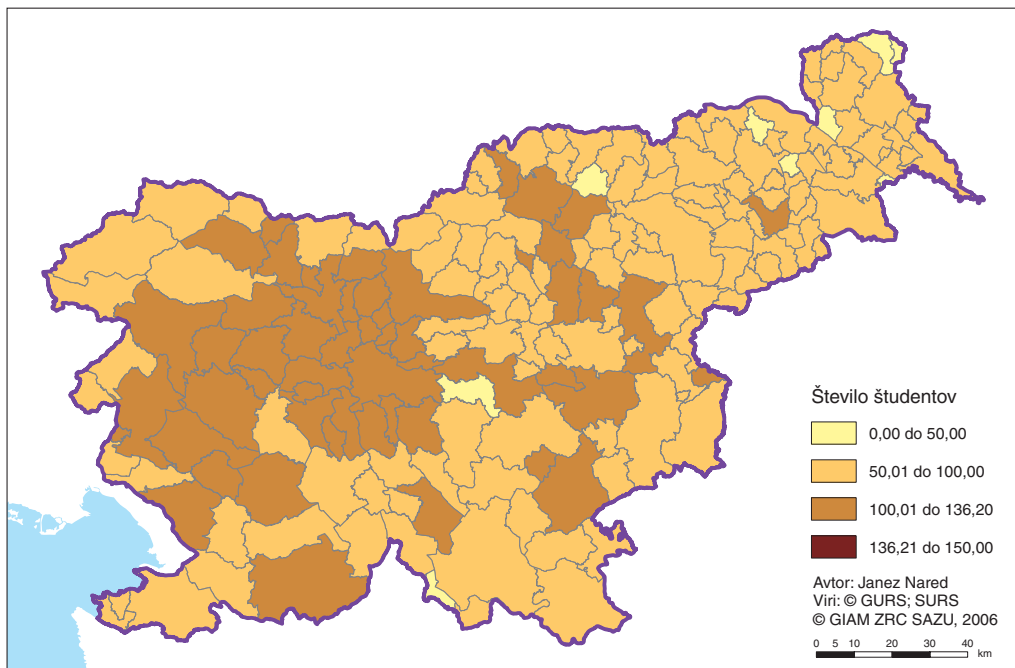 Število študentov
0,00 do 50,00
50,01 do 100,00
100,01 do 136,20
136,21 do 150,00
Avtor: Janez Nared
Viri: © GURS; SURS
© GIAM ZRC SAZU, 2006
0 5 10 20 30 40
km